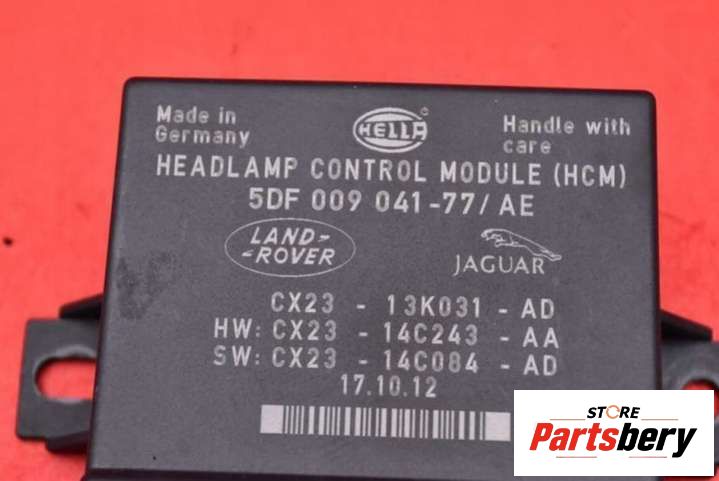 Made in
Germany
HELLA
©
Handle with
care
HEADLAMP CONTROL MODULE (HCM)
5DF 009 041-77/ AE
LAND-
-ROVER
JAGUAR
CX23 - 13K031 - AD
HW: CX23 - 14C243 - AA
SW: CX23 - 14C084 - AD
17.10.12
STORE
Partsbery